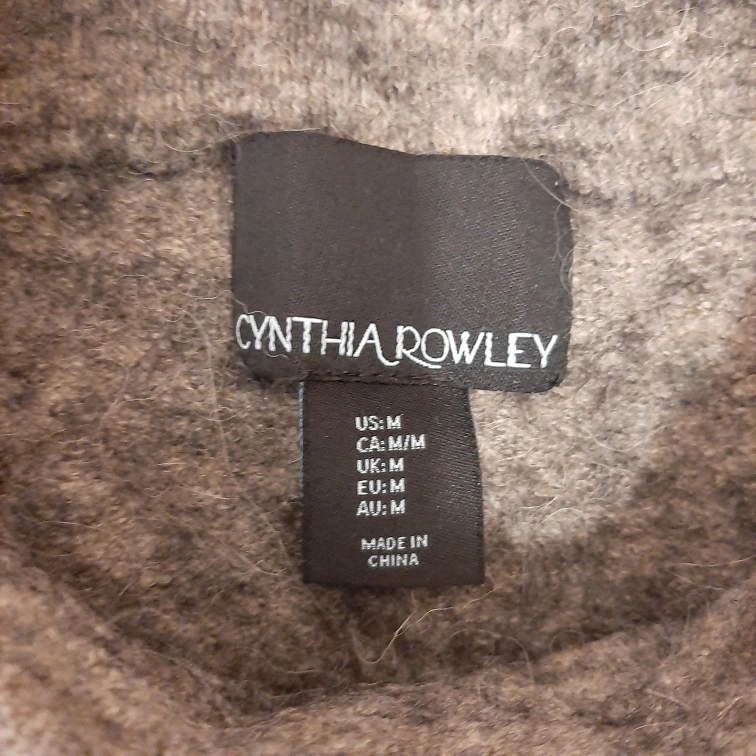 CYNTHIA ROWLEY
US: M
CA: M/M
UK: M
EU: M
AU: M
MADE IN
CHINA